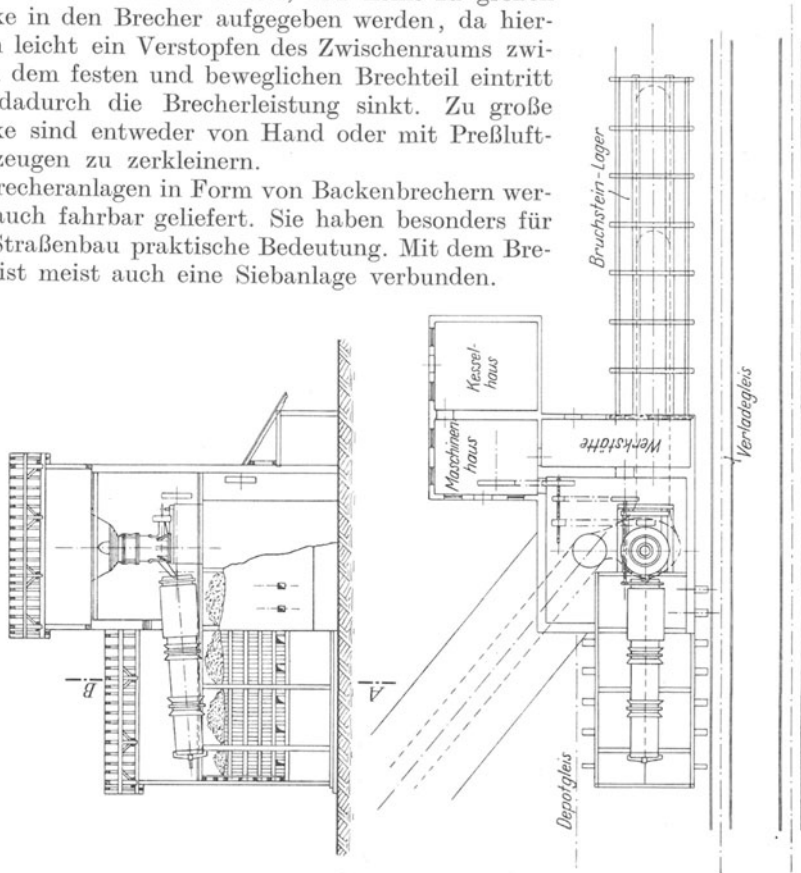 ke in den Brecher aufgegeben werden, da hier-
leicht ein Verstopfen des Zwischenraums zwi-
dem festen und beweglichen Brechteil eintritt
dadurch die Brecherleistung sinkt. Zu große
ke sind entweder von Hand oder mit Preßluft-
zeugen zu zerkleinern.
recheranlagen in Form von Backenbrechern wer-
auch fahrbar geliefert. Sie haben besonders für
Straßenbau praktische Bedeutung. Mit dem Bre-
ist meist auch eine Siebanlage verbunden.
Bruchstein-Lager
Kessel-
haus
Maschinen
haus
Werkstätte
Verladegleis
B
A
Depotgleis